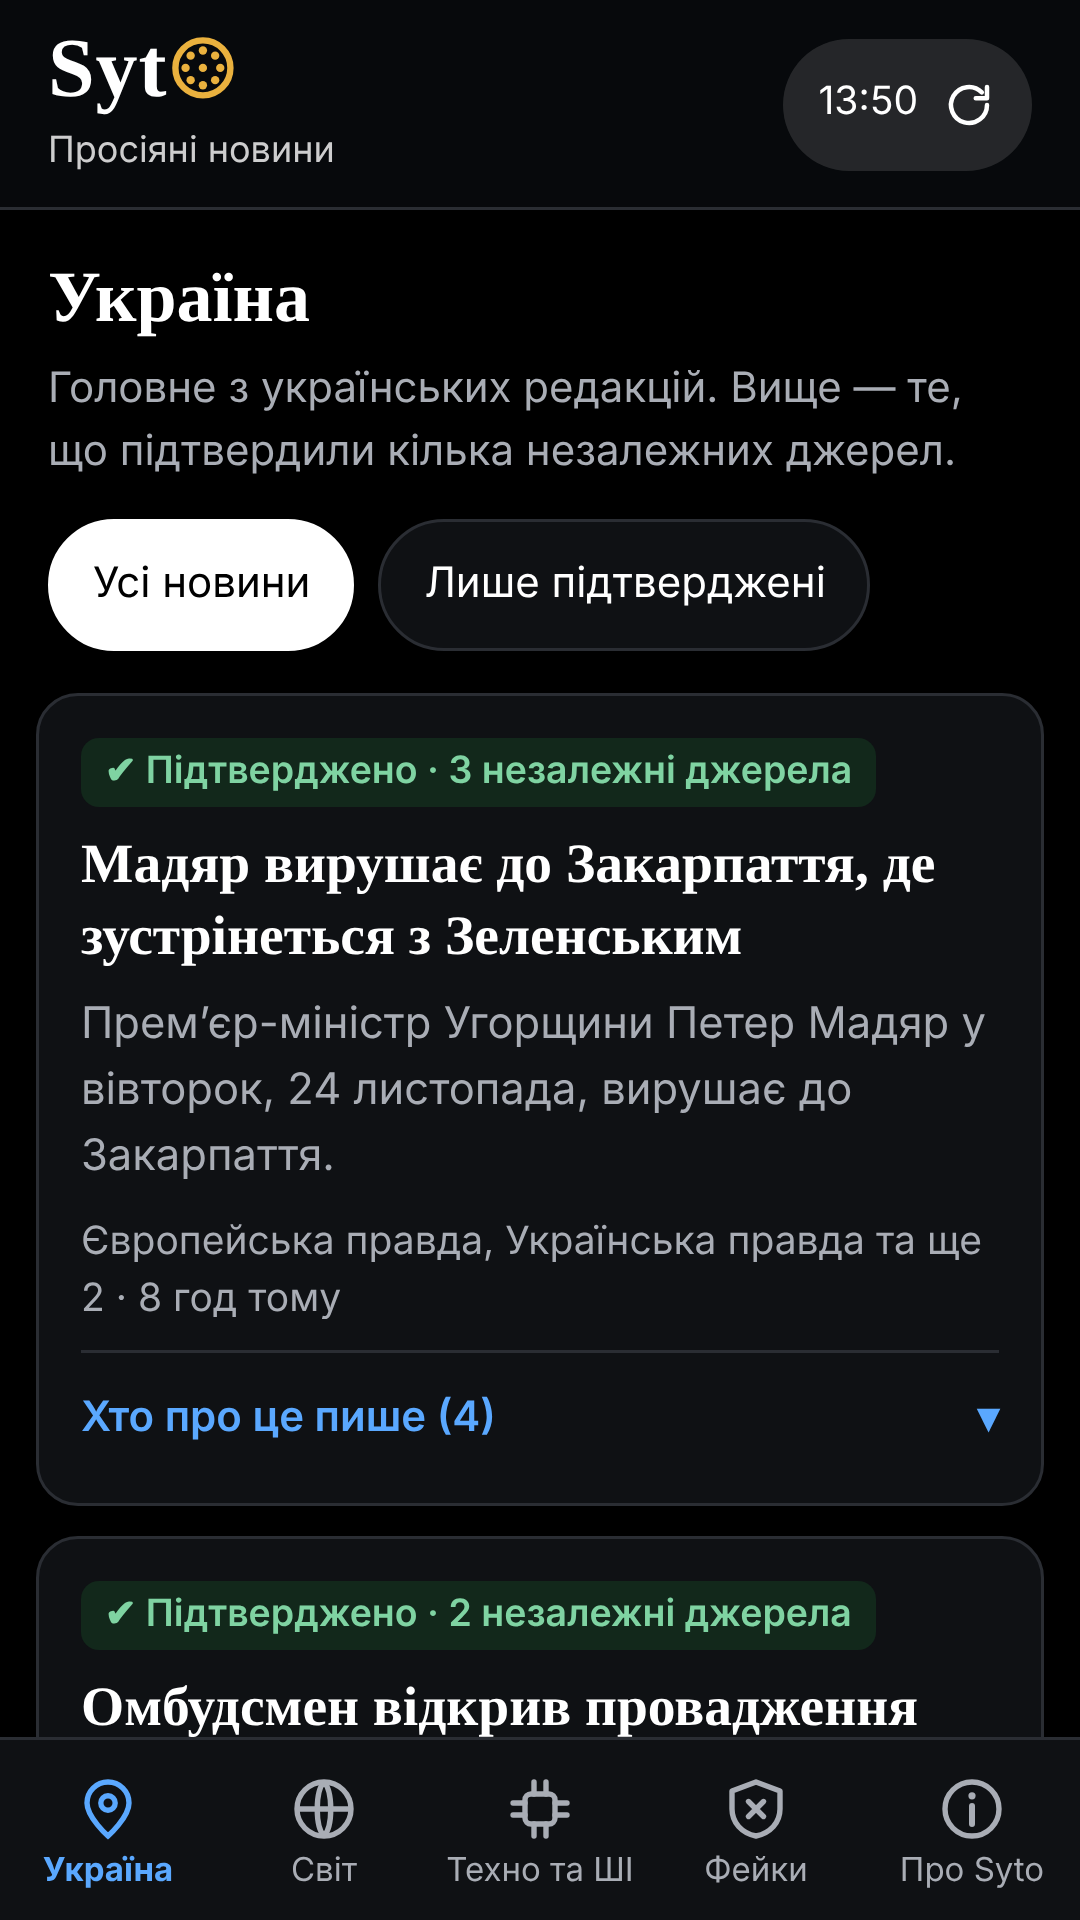 Syto
Просіяні новини
13:50
Україна
Головне з українських редакцій. Вище — те,
що підтвердили кілька незалежних джерел.
Усі новини
Лише підтверджені
✔ Підтверджено · 3 незалежні джерела
Мадяр вирушає до Закарпаття, де
зустрінеться з Зеленським
Прем’єр-міністр Угорщини Петер Мадяр у
вівторок, 24 листопада, вирушає до
Закарпаття.
Європейська правда, Українська правда та ще
2 · 8 год тому
Хто про це пише (4) ▼
✔ Підтверджено · 2 незалежні джерела
Омбудсмен відкрив провадження
Україна
Світ
Техно та ШІ
Фейки
Про Syto